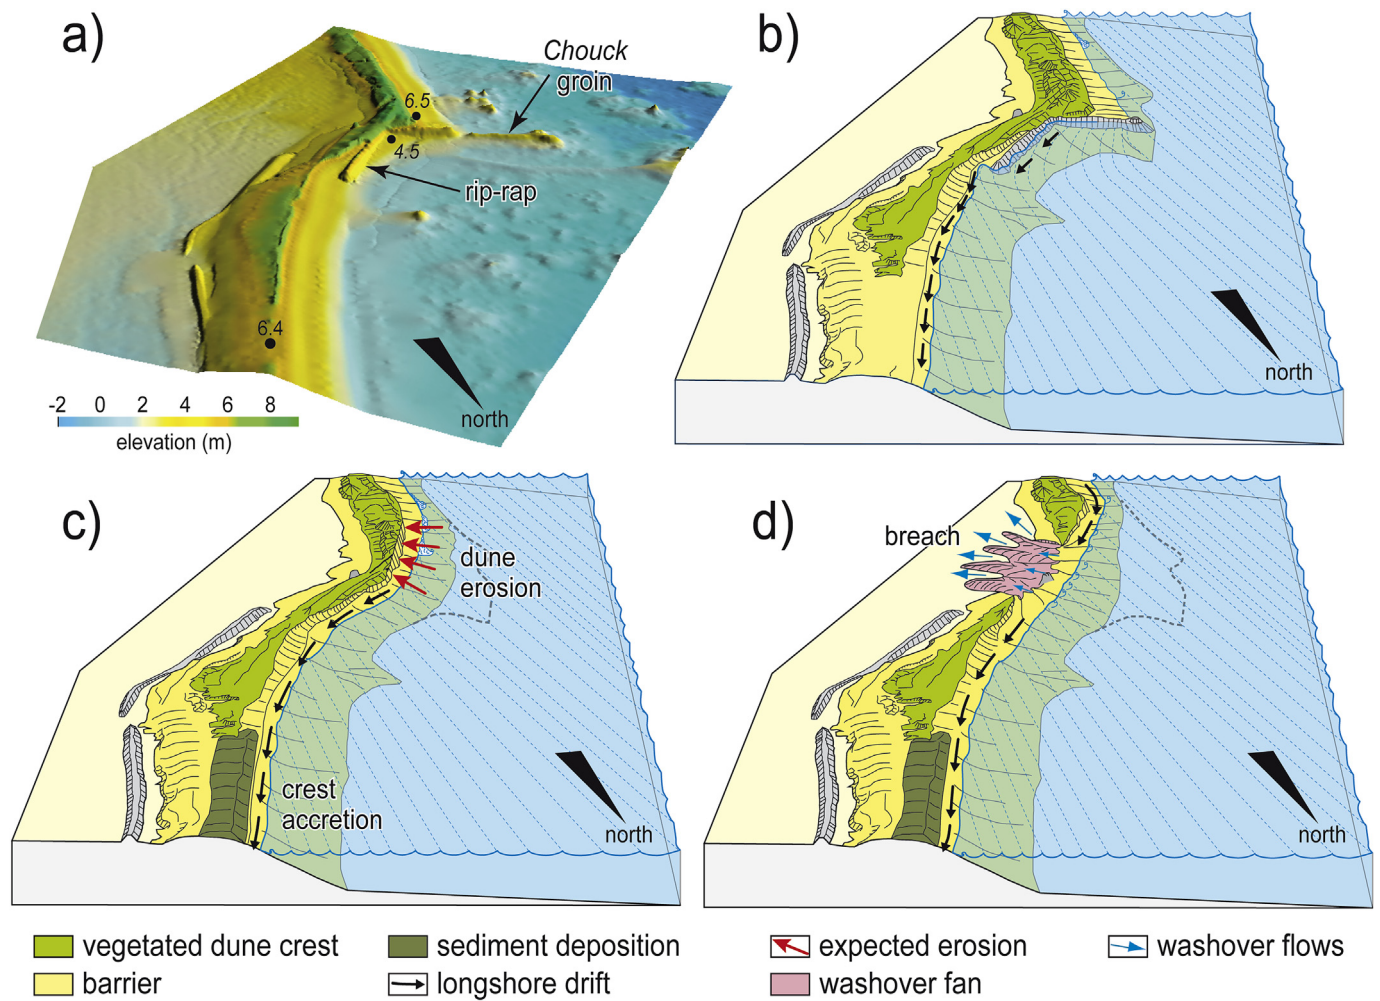 a)
Chouck
groin
6.5
4.5
rip-rap
6.4
north
-2 0 2 4 6 8
elevation (m)
b)
north
c)
dune
erosion
crest
accretion
north
d)
breach
north
vegetated dune crest
sediment deposition
expected erosion
washover flows
barrier
longshore drift
washover fan